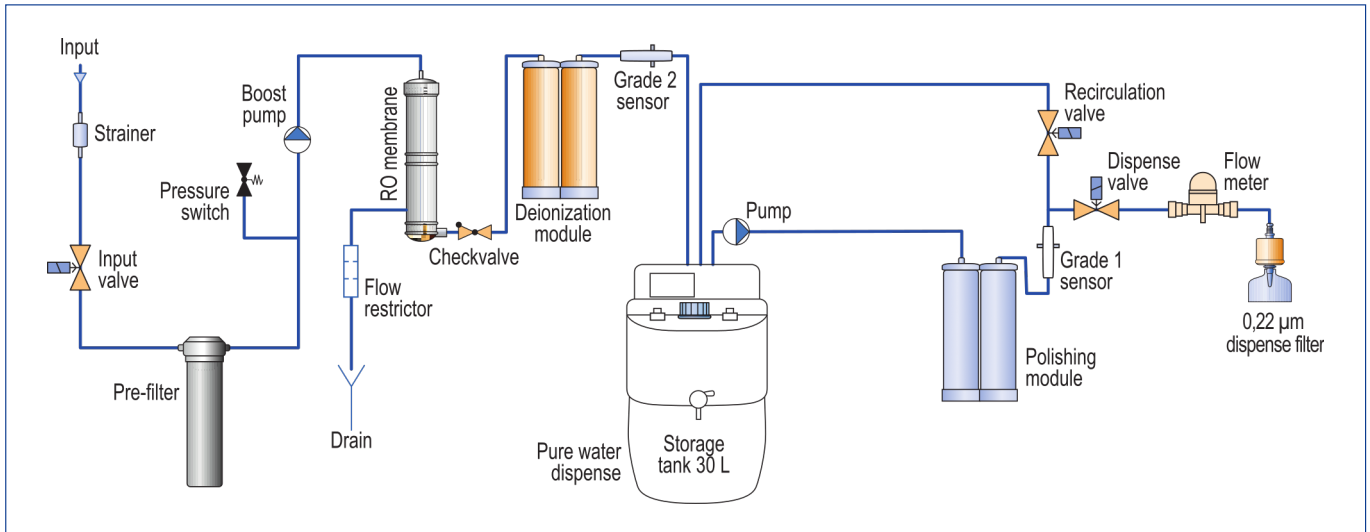 Input
Strainer
Input
valve
Pre-filter
Pressure
switch
Boost
pump
RO membrane
Flow
restrictor
Drain
Checkvalve
Deionization
module
Grade 2
sensor
Pure water
dispense
Storage
tank 30 L
Pump
Polishing
module
Grade 1
sensor
Recirculation
valve
Dispense
valve
Flow
meter
0,22 µm
dispense filter